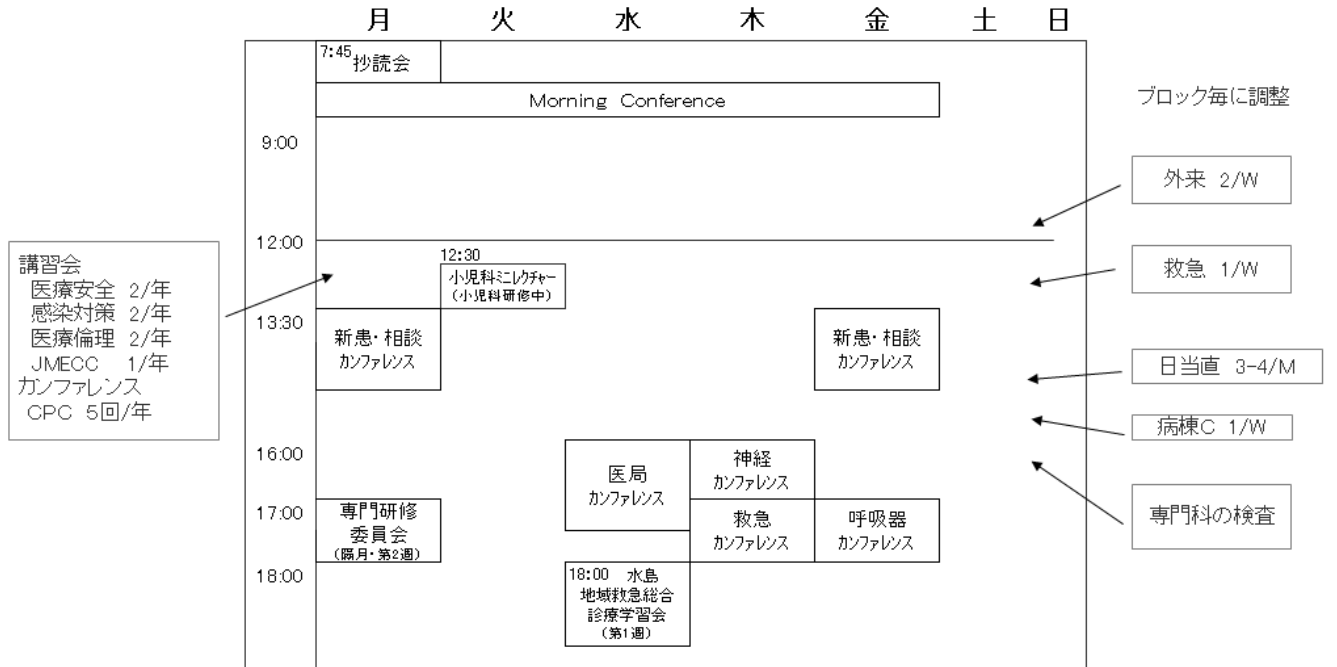 月 火 水 木 金 土 日
7:45
抄読会
Morning Conference
ブロック毎に調整
9:00
外来 2/W
12:00
講習会
医療安全 2/年
感染対策 2/年
医療倫理 2/年
JMECC 1/年
カンファレンス
CPC 5回/年
12:30
小児科ミニレクチャー
(小児科研修中)
救急 1/W
13:30
新患・相談
カンファレンス
新患・相談
カンファレンス
日当直 3-4/M
病棟C 1/W
16:00
医局
カンファレンス
神経
カンファレンス
専門科の検査
17:00
専門研修
委員会
(隔月・第2週)
救急
カンファレンス
呼吸器
カンファレンス
18:00
18:00 水島
地域救急総合
診療学習会
(第1週)